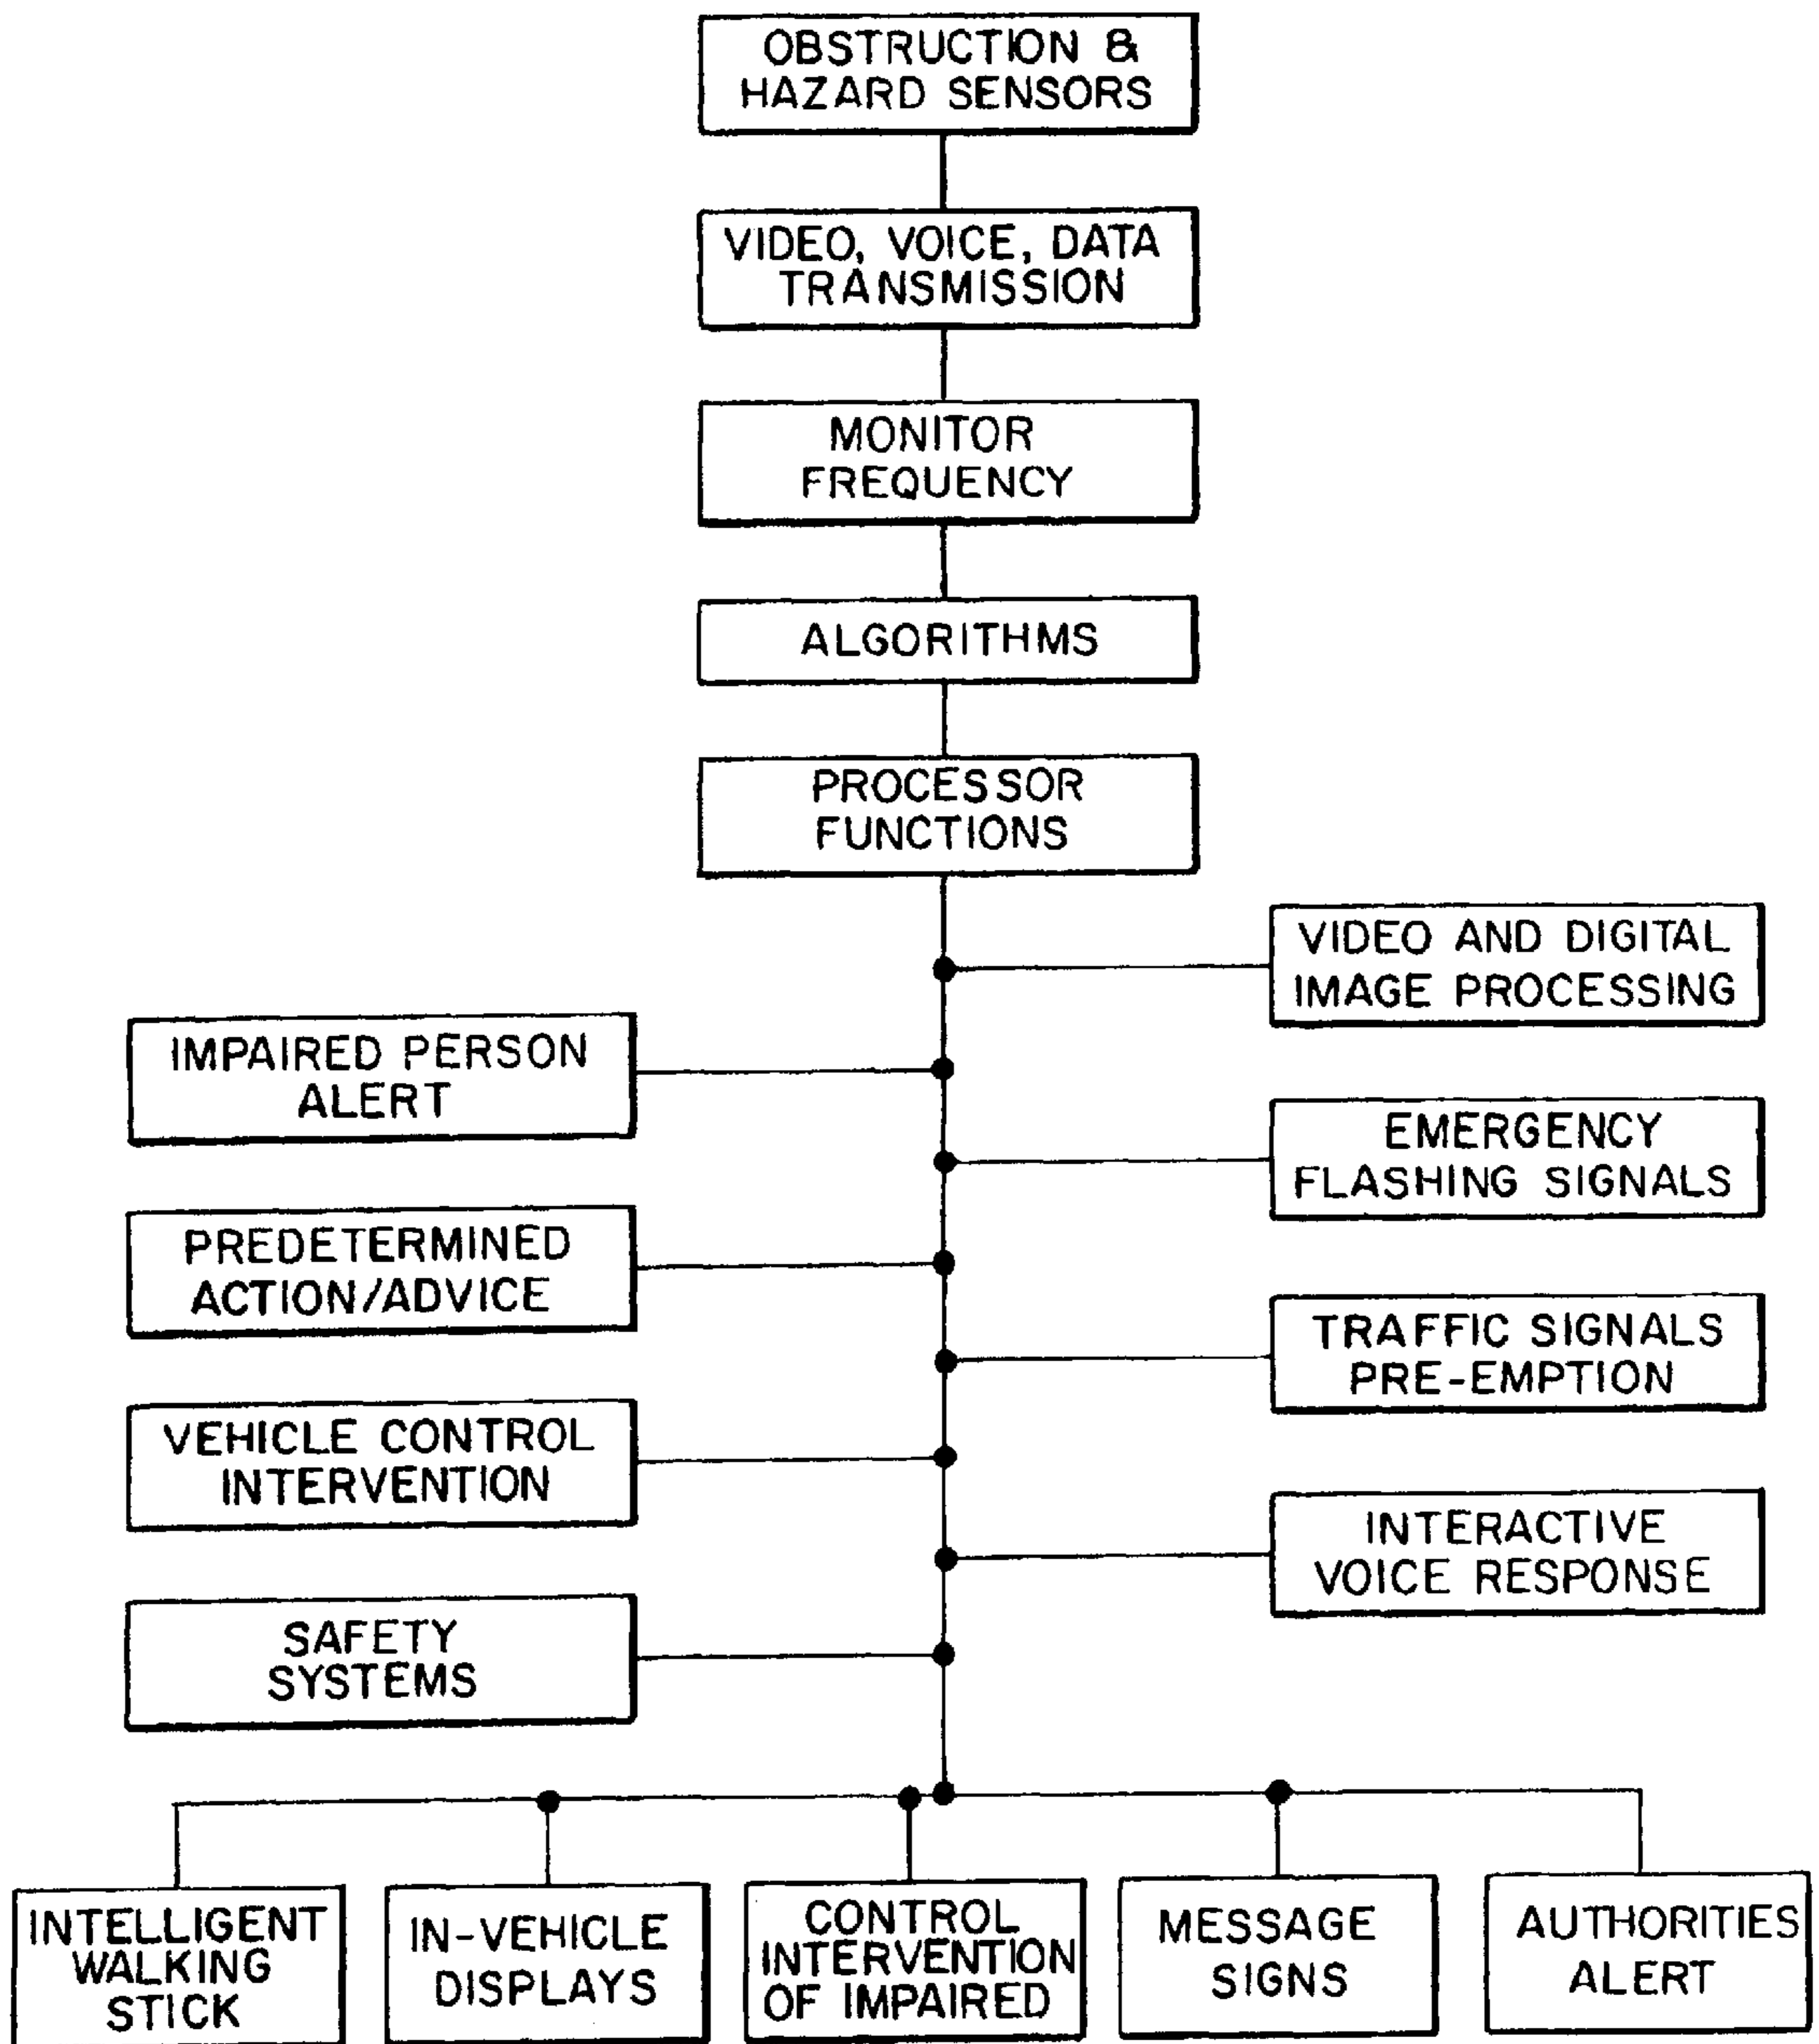 OBSTRUCTION &
HAZARD SENSORS
VIDEO, VOICE, DATA
TRANSMISSION
MONITOR
FREQUENCY
ALGORITHMS
PROCESSOR
FUNCTIONS
VIDEO AND DIGITAL
IMAGE PROCESSING
IMPAIRED PERSON
ALERT
EMERGENCY
FLASHING SIGNALS
PREDETERMINED
ACTION/ADVICE
TRAFFIC SIGNALS
PRE-EMPTION
VEHICLE CONTROL
INTERVENTION
INTERACTIVE
VOICE RESPONSE
SAFETY
SYSTEMS
INTELLIGENT
WALKING
STICK
IN-VEHICLE
DISPLAYS
CONTROL
INTERVENTION
OF IMPAIRED
MESSAGE
SIGNS
AUTHORITIES
ALERT